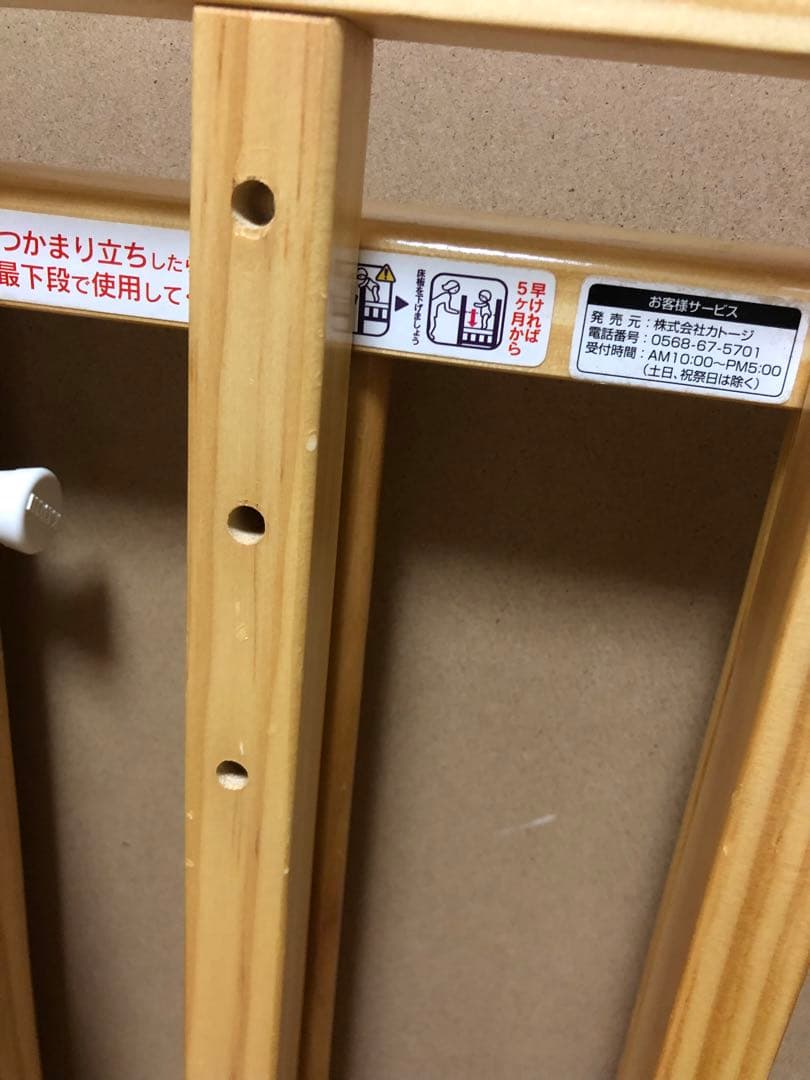 つかまり立ちした
最下段で使用して
床板を下げましょう
早ければ
5ヶ月から
お客様サービス
発売元：株式会社カトージ
電話番号：0568-67-5701
受付時間：AM10:00〜PM5:00
（土日、祝祭日は除く）